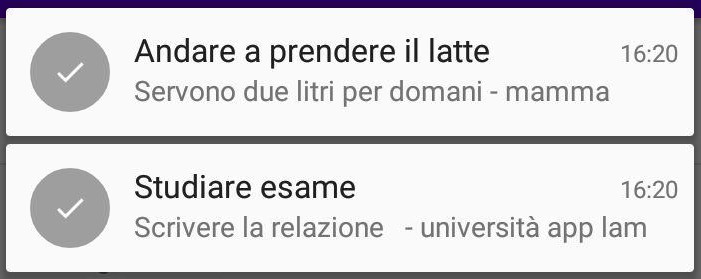 Andare a prendere il latte 16:20
Servono due litri per domani - mamma
Studiare esame 16:20
Scrivere la relazione - università app lam